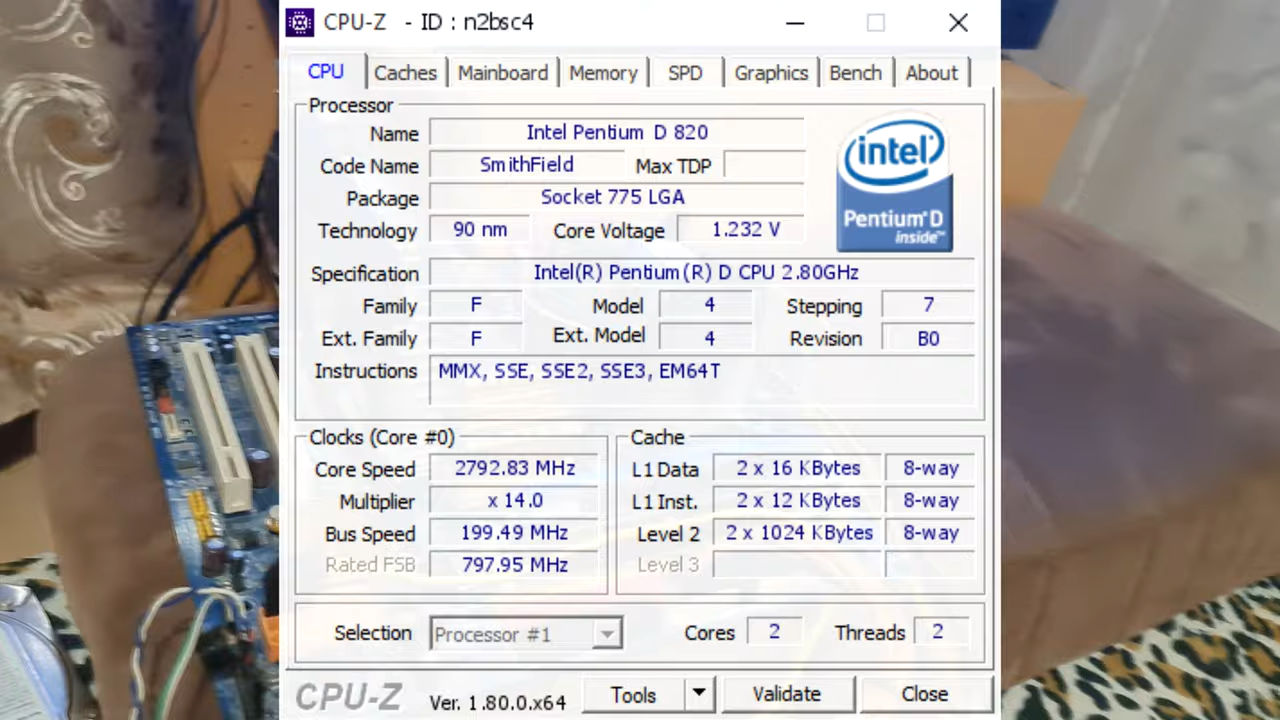 CPU-Z - ID : n2bsc4
CPU Caches Mainboard Memory SPD Graphics Bench About
Processor
Name Intel Pentium D 820
Code Name SmithField Max TDP
Package Socket 775 LGA
Technology 90 nm Core Voltage 1.232 V
intel
Pentium® D
inside™
Specification Intel(R) Pentium(R) D CPU 2.80GHz
Family F Model 4 Stepping 7
Ext. Family F Ext. Model 4 Revision B0
Instructions MMX, SSE, SSE2, SSE3, EM64T
Clocks (Core #0)
Core Speed 2792.83 MHz
Multiplier x 14.0
Bus Speed 199.49 MHz
Rated FSB 797.95 MHz
Cache
L1 Data 2 x 16 KBytes 8-way
L1 Inst. 2 x 12 KBytes 8-way
Level 2 2 x 1024 KBytes 8-way
Level 3
Selection Processor #1 Cores 2 Threads 2
CPU-Z Ver. 1.80.0.x64 Tools Validate Close